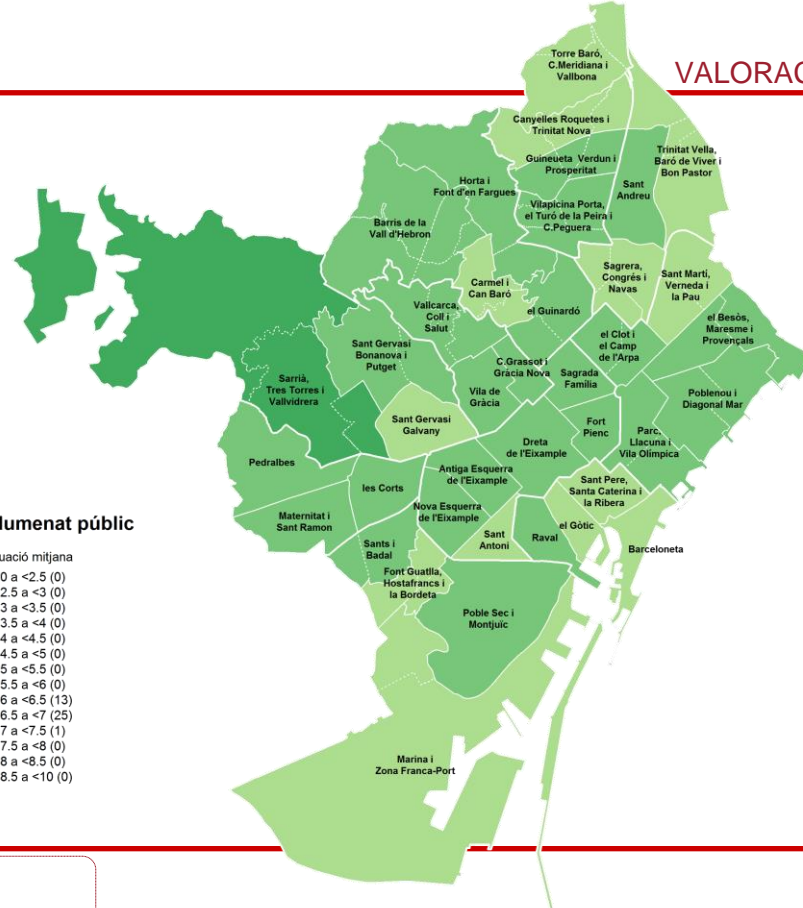 VALORAC
Torre Baró,
C.Meridiana i
Vallbona
Canyelles Roquetes i
Trinitat Nova
Guineueta Verdun i
Prosperitat
Trinitat Vella,
Baró de Viver i
Bon Pastor
Sant
Andreu
Horta i
Font d'en Fargues
Vilapicina Porta,
el Turó de la Peira i
C.Peguera
Barris de la
Vall d'Hebron
Carmel i
Can Baró
Sagrera,
Congrés i
Navas
Sant Martí,
Verneda i
la Pau
Vallcarca,
Coll i
Salut
el Guinardó
el Besòs,
Maresme i
Provençals
el Clot i
el Camp
de l'Arpa
Sant Gervasi
Bonanova i
Putget
C.Grassot i
Gràcia Nova
Sagrada
Família
Sarrià,
Tres Torres i
Vallvidrera
Vila de
Gràcia
Poblenou i
Diagonal Mar
Sant Gervasi
Galvany
Fort
Pienc
Parc,
Llacuna i
Vila Olímpica
Dreta
de l'Eixample
Pedralbes
Antiga Esquerra
de l'Eixample
les Corts
Sant Pere,
Santa Caterina i
la Ribera
Maternitat i
Sant Ramon
Nova Esquerra
de l'Eixample
el Gòtic
Sant
Antoni
Raval
Barceloneta
Sants i
Badal
Font Guatlla,
Hostafrancs i
la Bordeta
Poble Sec i
Montjuïc
Marina i
Zona Franca-Port
lumenat públic
uació mitjana
0 a <2.5 (0)
2.5 a <3 (0)
3 a <3.5 (0)
3.5 a <4 (0)
4 a <4.5 (0)
4.5 a <5 (0)
5 a <5.5 (0)
5.5 a <6 (0)
6 a <6.5 (13)
6.5 a <7 (25)
7 a <7.5 (1)
7.5 a <8 (0)
8 a <8.5 (0)
8.5 a <10 (0)